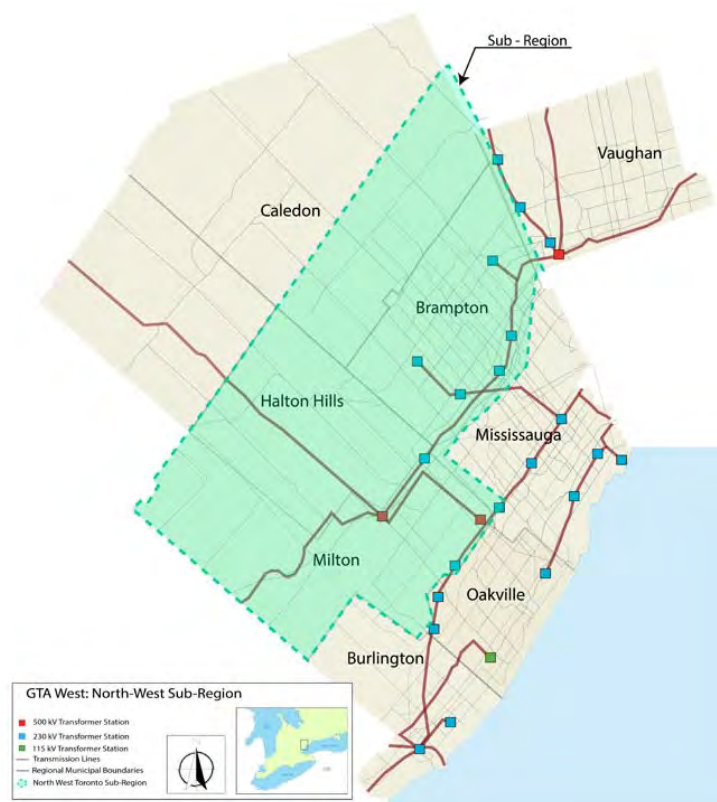 Sub - Region
Vaughan
Caledon
Brampton
Halton Hills
Mississauga
Milton
Oakville
Burlington
GTA West: North-West Sub-Region
500 kV Transformer Station
230 kV Transformer Station
115 kV Transformer Station
Transmission Lines
Regional Municipal Boundaries
North West Toronto Sub-Region